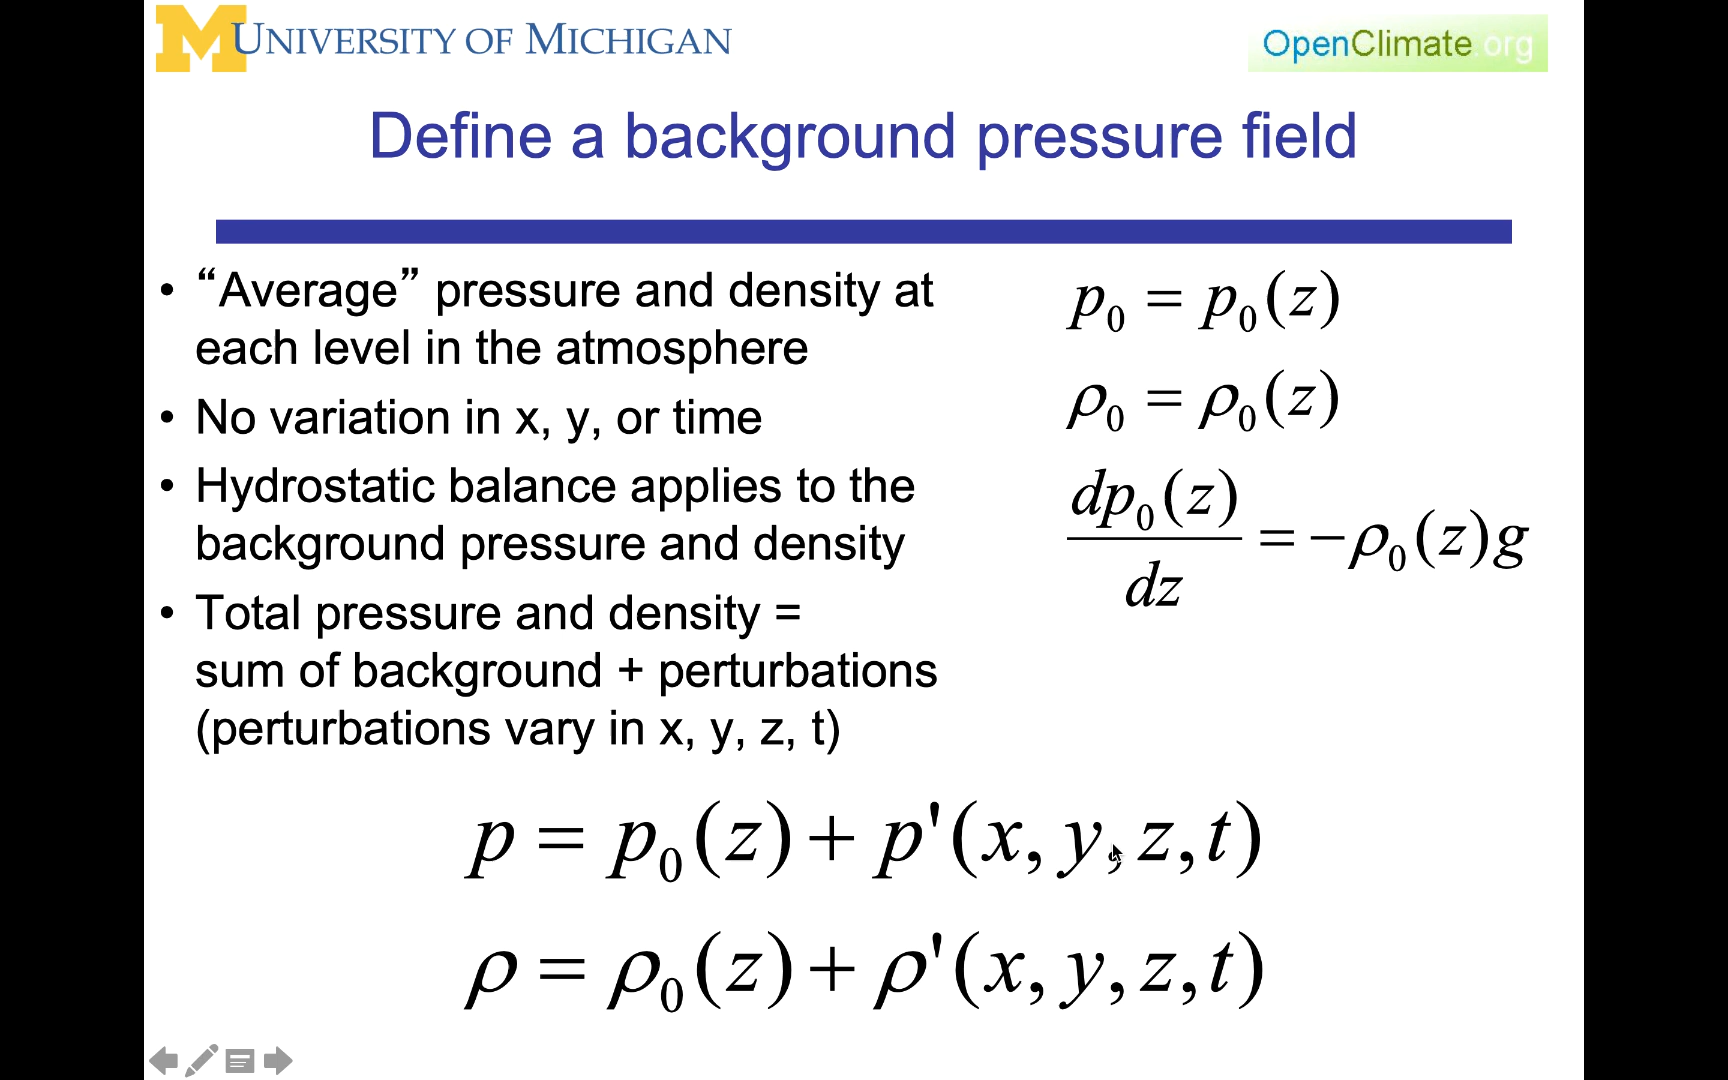 M UNIVERSITY OF MICHIGAN
OpenClimate.org
Define a background pressure field
• “Average” pressure and density at
each level in the atmosphere
• No variation in x, y, or time
• Hydrostatic balance applies to the
background pressure and density
• Total pressure and density =
sum of background + perturbations
(perturbations vary in x, y, z, t)
p₀ = p₀(z)
ρ₀ = ρ₀(z)
dp₀(z)/dz = −ρ₀(z)g
p = p₀(z) + p'(x, y, z, t)
ρ = ρ₀(z) + ρ'(x, y, z, t)